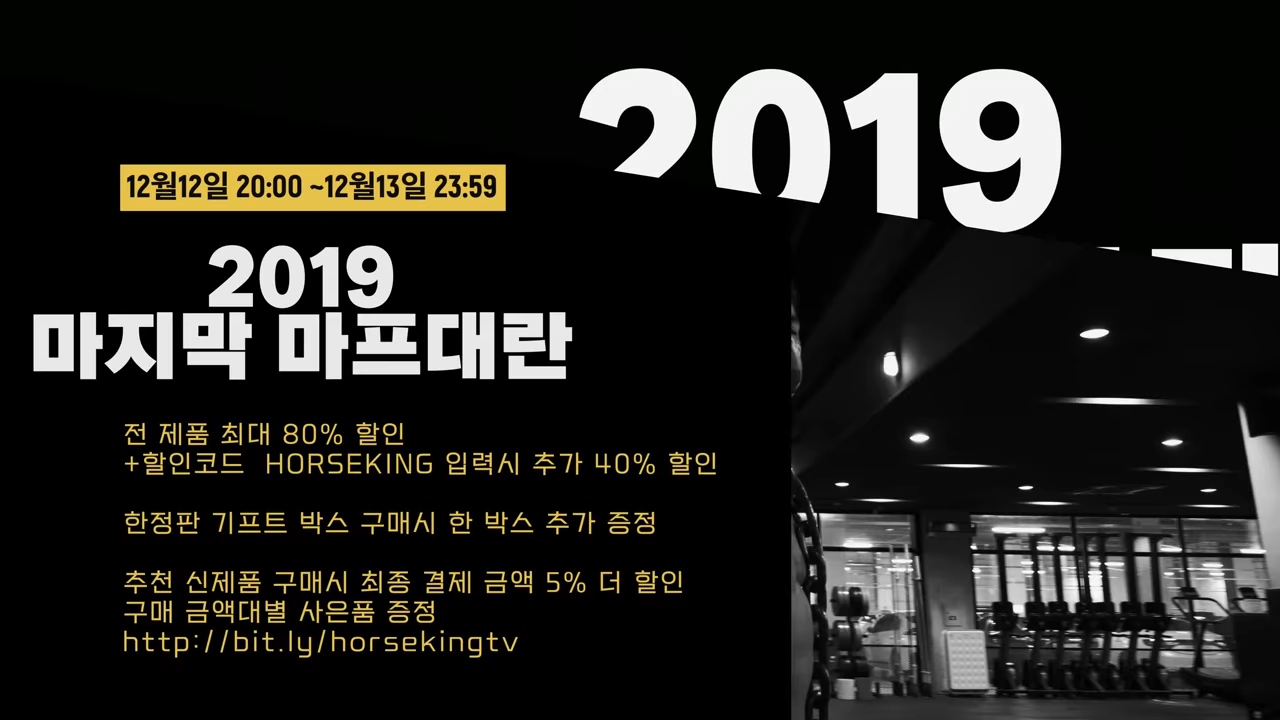 2019
12월12일 20:00 ~12월13일 23:59
2019
마지막 마프대란
전 제품 최대 80% 할인
+할인코드 HORSEKING 입력시 추가 40% 할인
한정판 기프트 박스 구매시 한 박스 추가 증정
추천 신제품 구매시 최종 결제 금액 5% 더 할인
구매 금액대별 사은품 증정
http://bit.ly/horsekingtv